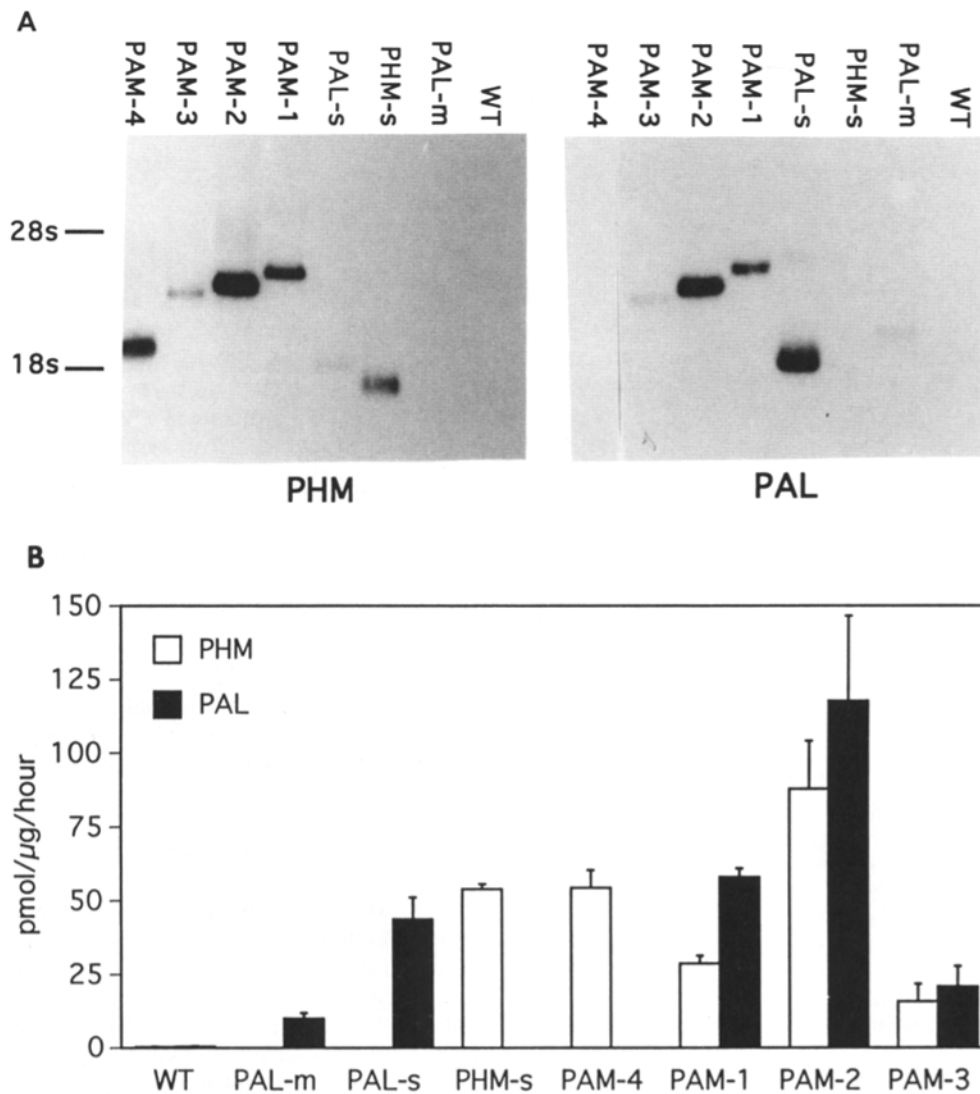 A
PAM-4 PAM-3 PAM-2 PAM-1 PAL-s PHM-s PAL-m WT
PAM-4 PAM-3 PAM-2 PAM-1 PAL-s PHM-s PAL-m WT
28s
18s
PHM PAL
B
150
125
100
75
50
25
0
pmol/µg/hour
PHM
PAL
WT PAL-m PAL-s PHM-s PAM-4 PAM-1 PAM-2 PAM-3